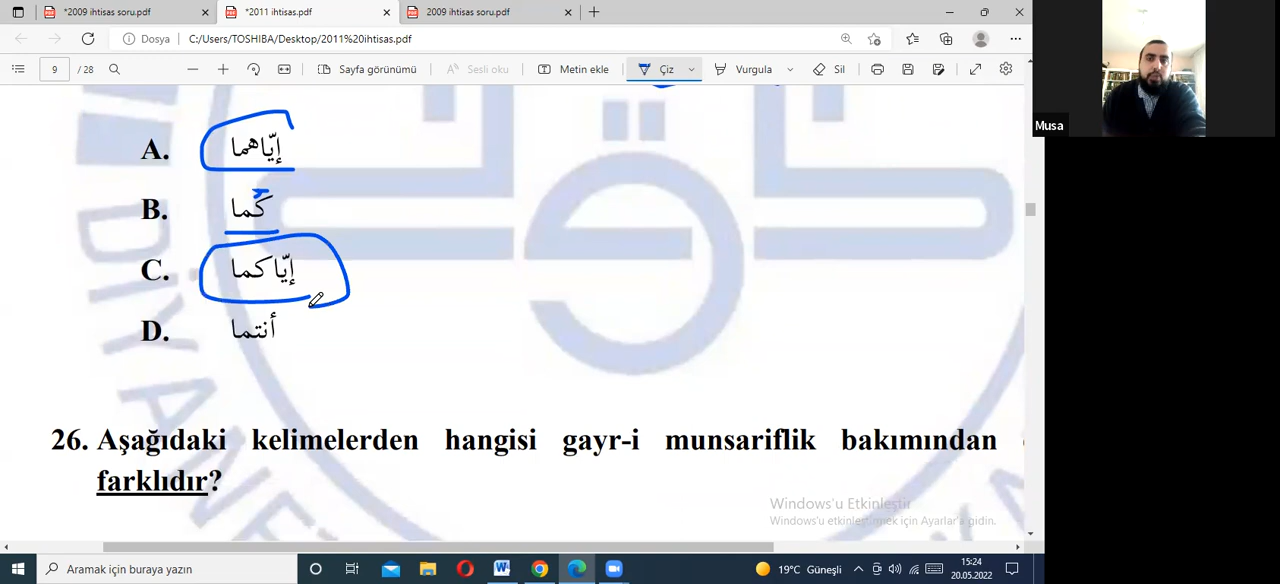 *2009 ihtisas soru.pdf
*2011 ihtisas.pdf
2009 ihtisas soru.pdf
Dosya
C:/Users/TOSHIBA/Desktop/2011%20ihtisas.pdf
9 / 28
Sayfa görünümü
Sesli oku
Metin ekle
Çiz
Vurgula
Sil
Musa
A. إيّاهما
B. كما
C. إيّاكما
D. أنتما
DİYANET
26. Aşağıdaki kelimelerden hangisi gayr-i munsariflik bakımından
farklıdır?
Windows'u Etkinleştir
Windows'u etkinleştirmek için Ayarlar'a gidin.
Aramak için buraya yazın
19°C Güneşli
15:24
20.05.2022